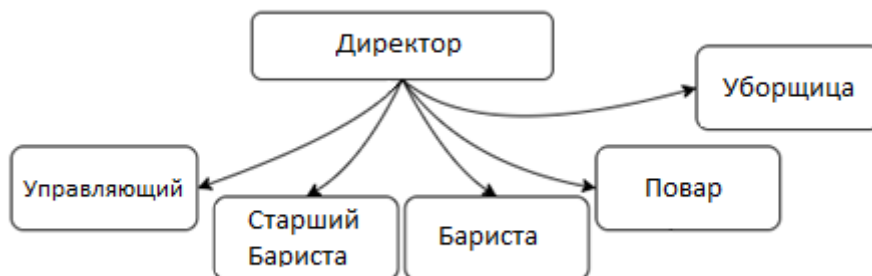 Директор
Уборщица
Управляющий
Старший
Бариста
Бариста
Повар